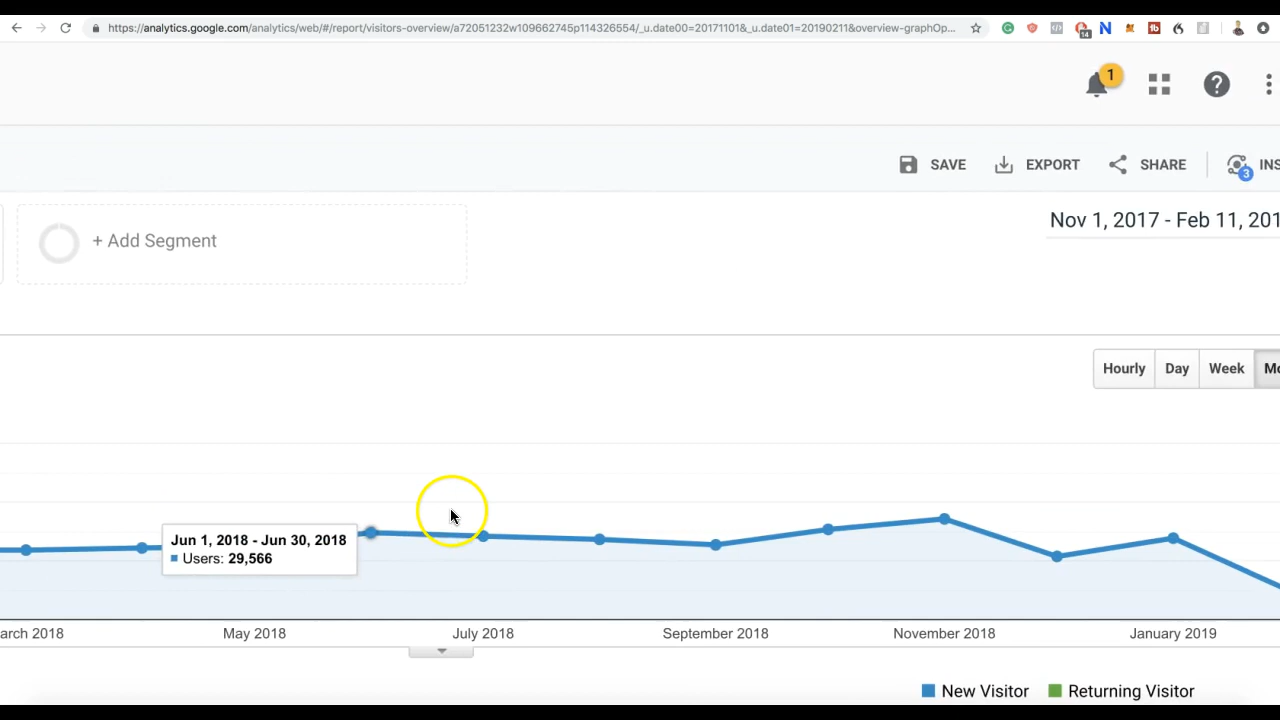 https://analytics.google.com/analytics/web/#/report/visitors-overview/a72051232w109662745p114326554/_u.date00=20171101&_u.date01=20190211&overview-graphOp...
14
N
tb
1
SAVE
EXPORT
SHARE
3
INS
+ Add Segment
Nov 1, 2017 - Feb 11, 201
Hourly
Day
Week
Mo
Jun 1, 2018 - Jun 30, 2018
Users: 29,566
arch 2018
May 2018
July 2018
September 2018
November 2018
January 2019
New Visitor
Returning Visitor